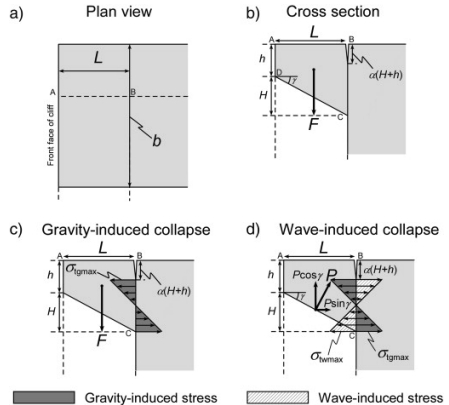 a) Plan view
L
A
B
b
Front face of cliff
b) Cross section
A
L
B
h
α(H+h)
D
γ
H
F
C
c) Gravity-induced collapse
A
L
B
h
σtgmax
α(H+h)
H
F
C
d) Wave-induced collapse
A
L
B
h
α(H+h)
Pcosγ
P
γ
Psinγ
H
C
σtwmax
σtgmax
Gravity-induced stress
Wave-induced stress